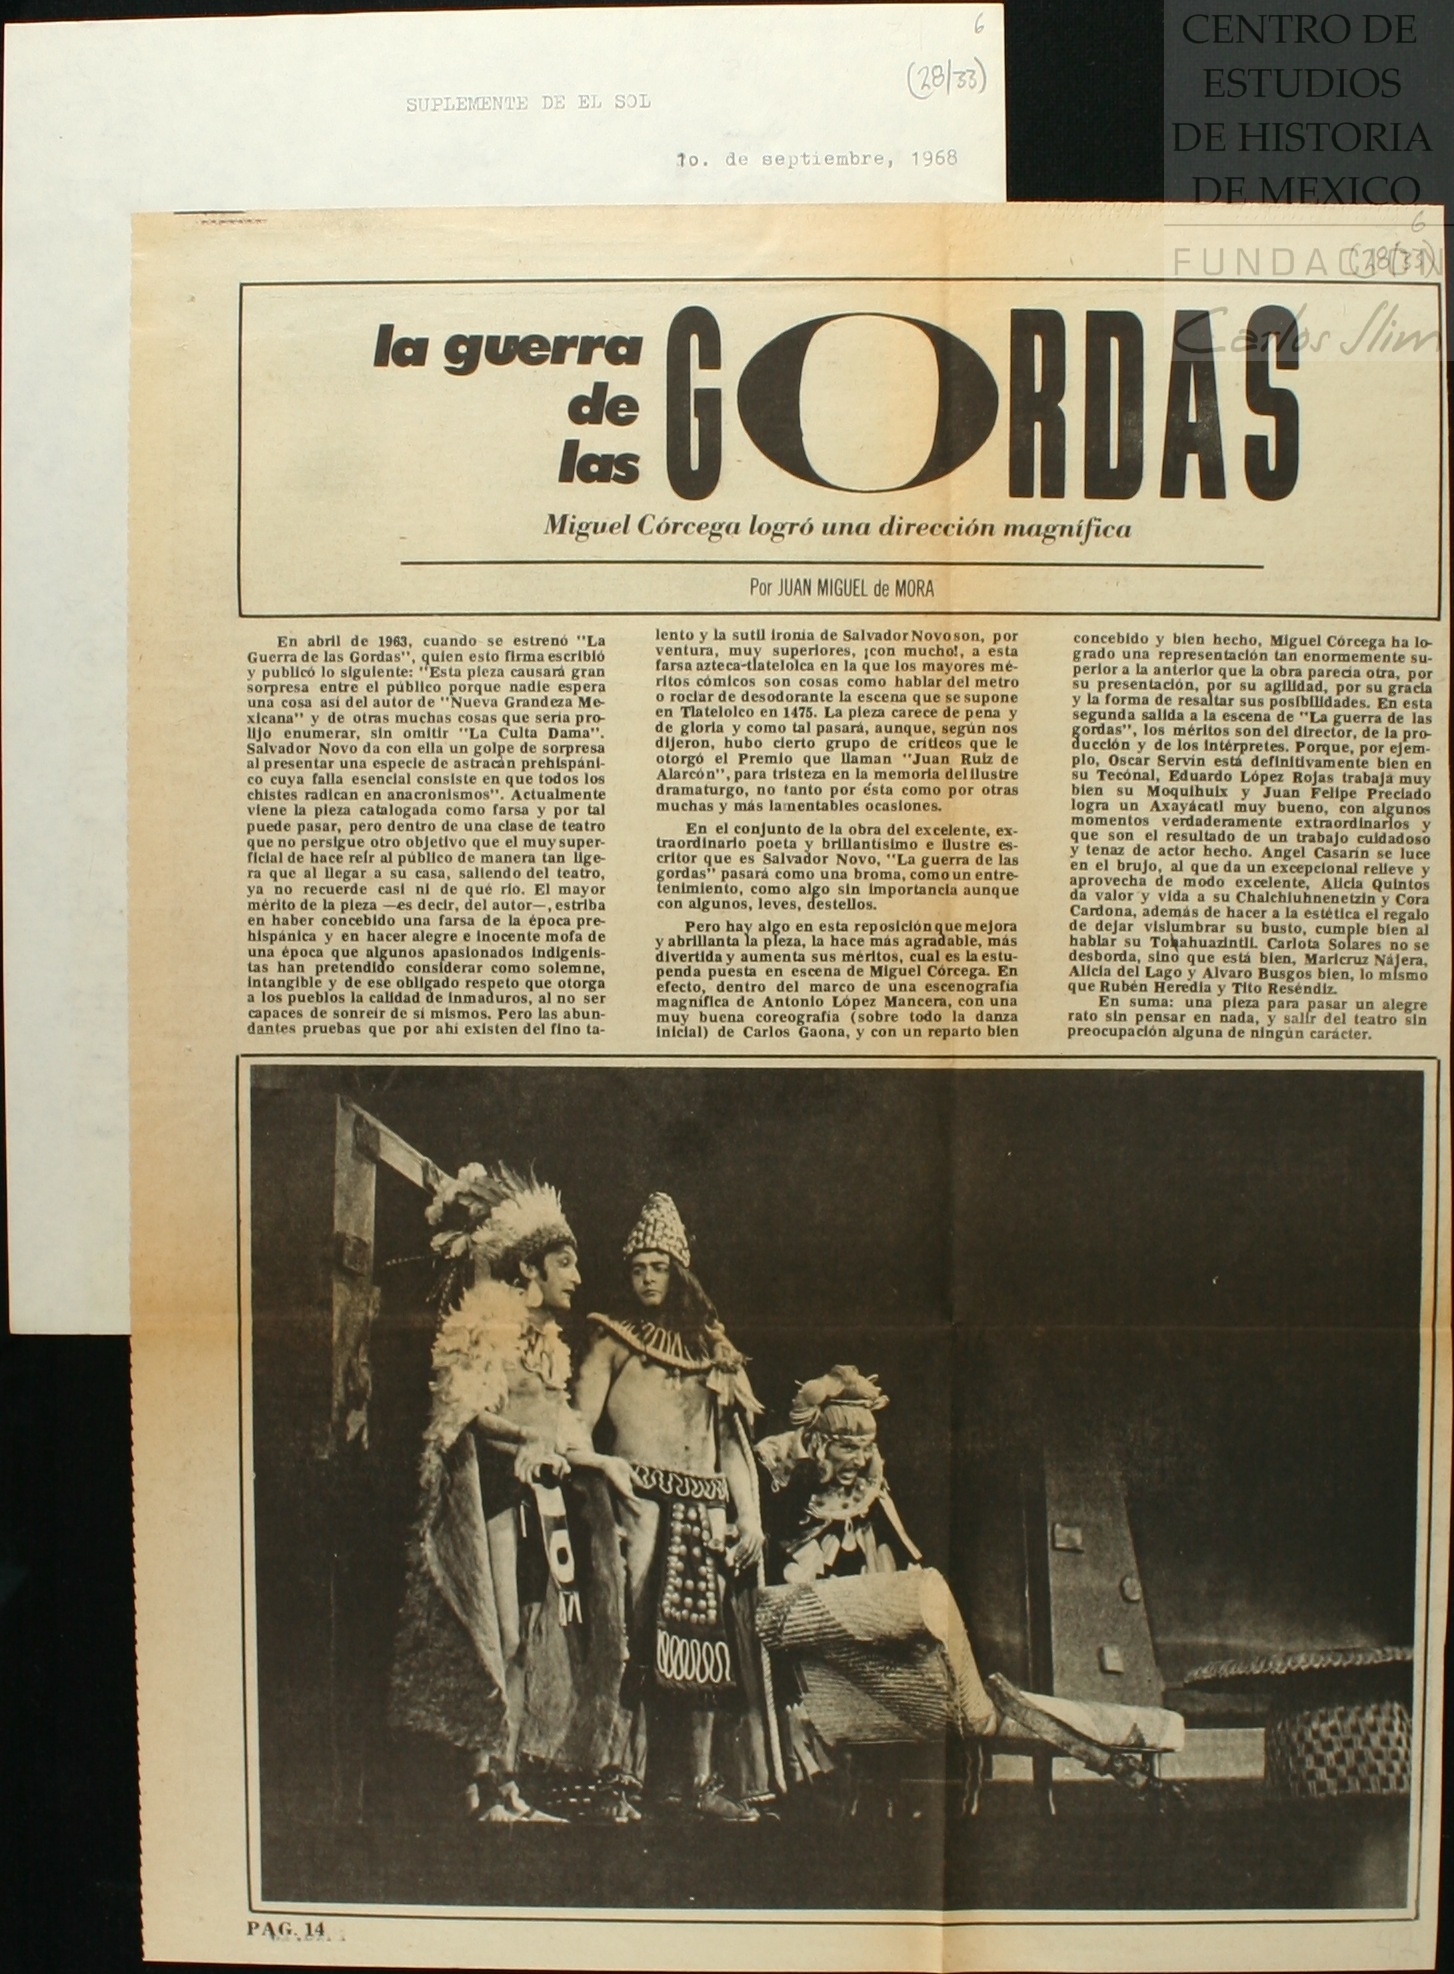 6
(28/33)
SUPLEMENTE DE EL SOL
1o. de septiembre, 1968
CENTRO DE
ESTUDIOS
DE HISTORIA
DE MEXICO
FUNDACION
Carlos Slim
6
(28/33)
la guerra
de
las
GORDAS
Miguel Córcega logró una dirección magnífica
Por JUAN MIGUEL de MORA
En abril de 1963, cuando se estrenó "La
Guerra de las Gordas", quien esto firma escribió
y publicó lo siguiente: "Esta pieza causará gran
sorpresa entre el público porque nadie espera
una cosa así del autor de "Nueva Grandeza Me-
xicana" y de otras muchas cosas que sería pro-
lijo enumerar, sin omitir "La Culta Dama".
Salvador Novo da con ella un golpe de sorpresa
al presentar una especie de astracán prehispáni-
co cuya falla esencial consiste en que todos los
chistes radican en anacronismos". Actualmente
viene la pieza catalogada como farsa y por tal
puede pasar, pero dentro de una clase de teatro
que no persigue otro objetivo que el muy super-
ficial de hace reír al público de manera tan lige-
ra que al llegar a su casa, saliendo del teatro,
ya no recuerde casi ni de qué rió. El mayor
mérito de la pieza —es decir, del autor—, estriba
en haber concebido una farsa de la época pre-
hispánica y en hacer alegre e inocente mofa de
una época que algunos apasionados indigenis-
tas han pretendido considerar como solemne,
intangible y de ese obligado respeto que otorga
a los pueblos la calidad de inmaduros, al no ser
capaces de sonreír de sí mismos. Pero las abun-
dantes pruebas que por ahí existen del fino ta-
lento y la sutil ironía de Salvador Novo son, por
ventura, muy superiores, ¡con mucho!, a esta
farsa azteca-tlatelolca en la que los mayores mé-
ritos cómicos son cosas como hablar del metro
o rociar de desodorante la escena que se supone
en Tlatelolco en 1475. La pieza carece de pena y
de gloria y como tal pasará, aunque, según nos
dijeron, hubo cierto grupo de críticos que le
otorgó el Premio que llaman "Juan Ruiz de
Alarcón", para tristeza en la memoria del ilustre
dramaturgo, no tanto por ésta como por otras
muchas y más lamentables ocasiones.
En el conjunto de la obra del excelente, ex-
traordinario poeta y brillantísimo e ilustre es-
critor que es Salvador Novo, "La guerra de las
gordas" pasará como una broma, como un entre-
tenimiento, como algo sin importancia aunque
con algunos, leves, destellos.
Pero hay algo en esta reposición que mejora
y abrillanta la pieza, la hace más agradable, más
divertida y aumenta sus méritos, cual es la estu-
penda puesta en escena de Miguel Córcega. En
efecto, dentro del marco de una escenografía
magnífica de Antonio López Mancera, con una
muy buena coreografía (sobre todo la danza
inicial) de Carlos Gaona, y con un reparto bien
concebido y bien hecho, Miguel Córcega ha lo-
grado una representación tan enormemente su-
perior a la anterior que la obra parecía otra, por
su presentación, por su agilidad, por su gracia
y la forma de resaltar sus posibilidades. En esta
segunda salida a la escena de "La guerra de las
gordas", los méritos son del director, de la pro-
ducción y de los intérpretes. Porque, por ejem-
plo, Oscar Servín está definitivamente bien en
su Tecónal, Eduardo López Rojas trabaja muy
bien su Moquihuix y Juan Felipe Preciado
logra un Axayácatl muy bueno, con algunos
momentos verdaderamente extraordinarios y
que son el resultado de un trabajo cuidadoso
y tenaz de actor hecho. Angel Casarín se luce
en el brujo, al que da un excepcional relieve y
aprovecha de modo excelente, Alicia Quintos
da valor y vida a su Chalchiuhnenetzin y Cora
Cardona, además de hacer a la estética el regalo
de dejar vislumbrar su busto, cumple bien al
hablar su Tonahuazintli. Carlota Solares no se
desborda, sino que está bien, Maricruz Nájera,
Alicia del Lago y Alvaro Busgos bien, lo mismo
que Rubén Heredia y Tito Reséndiz.
En suma: una pieza para pasar un alegre
rato sin pensar en nada, y salir del teatro sin
preocupación alguna de ningún carácter.
PAG. 14